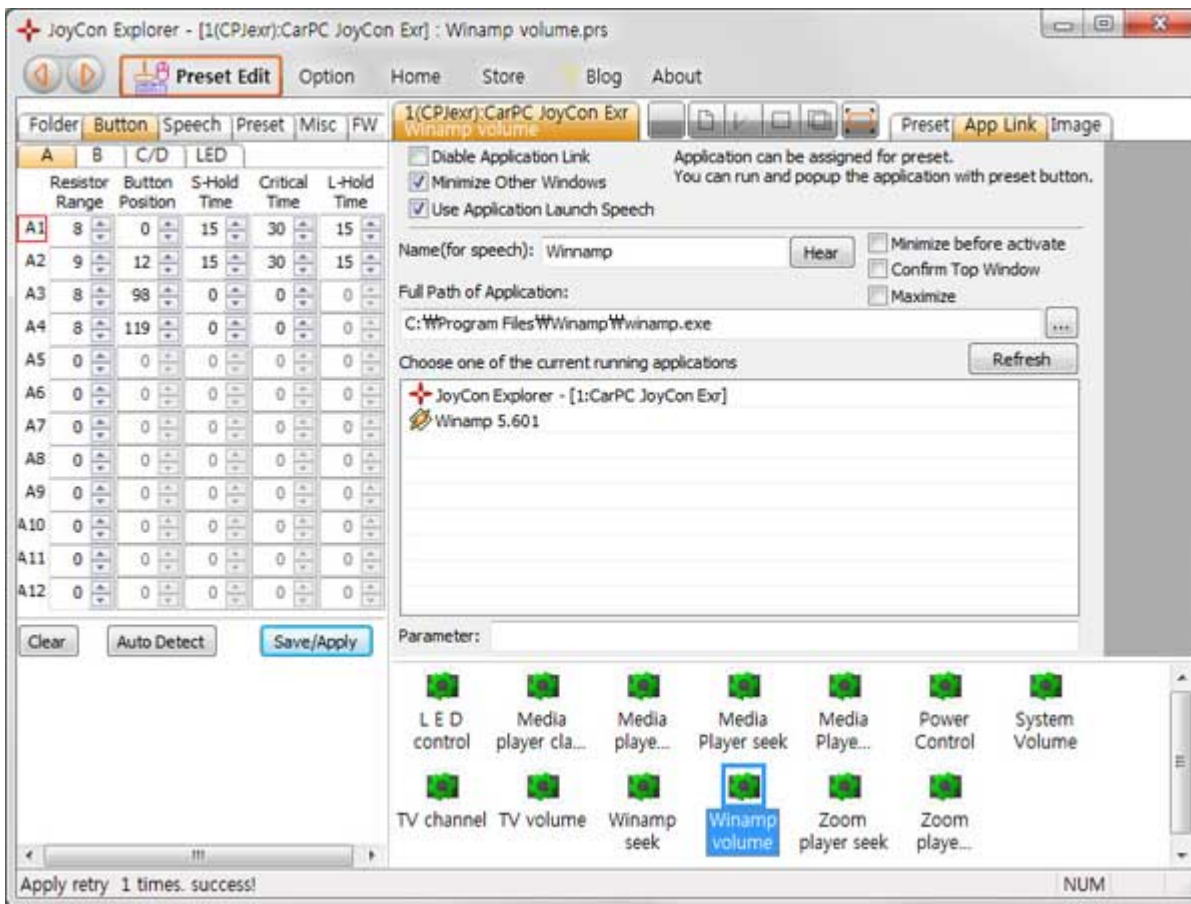 JoyCon Explorer - [1(CPJexr):CarPC JoyCon Exr] : Winamp volume.prs
Preset Edit Option Home Store Blog About
Folder Button Speech Preset Misc FW
1(CPJexr):CarPC JoyCon Exr
Winamp volume
Preset App Link Image
A B C/D LED
Resistor Range Button Position S-Hold Time Critical Time L-Hold Time
A1 8 0 15 30 15
A2 9 12 15 30 15
A3 8 98 0 0 0
A4 8 119 0 0 0
A5 0 0 0 0 0
A6 0 0 0 0 0
A7 0 0 0 0 0
A8 0 0 0 0 0
A9 0 0 0 0 0
A10 0 0 0 0 0
A11 0 0 0 0 0
A12 0 0 0 0 0
Clear Auto Detect Save/Apply
Diable Application Link
Minimize Other Windows
Use Application Launch Speech
Application can be assigned for preset.
You can run and popup the application with preset button.
Name(for speech): Winnamp Hear
Minimize before activate
Confirm Top Window
Maximize
Full Path of Application:
C:₩Program Files₩Winamp₩winamp.exe ...
Choose one of the current running applications Refresh
JoyCon Explorer - [1:CarPC JoyCon Exr]
Winamp 5.601
Parameter:
L E D control
Media player cla...
Media playe...
Media Player seek
Media Playe...
Power Control
System Volume
TV channel
TV volume
Winamp seek
Winamp volume
Zoom player seek
Zoom playe...
Apply retry 1 times. success! NUM